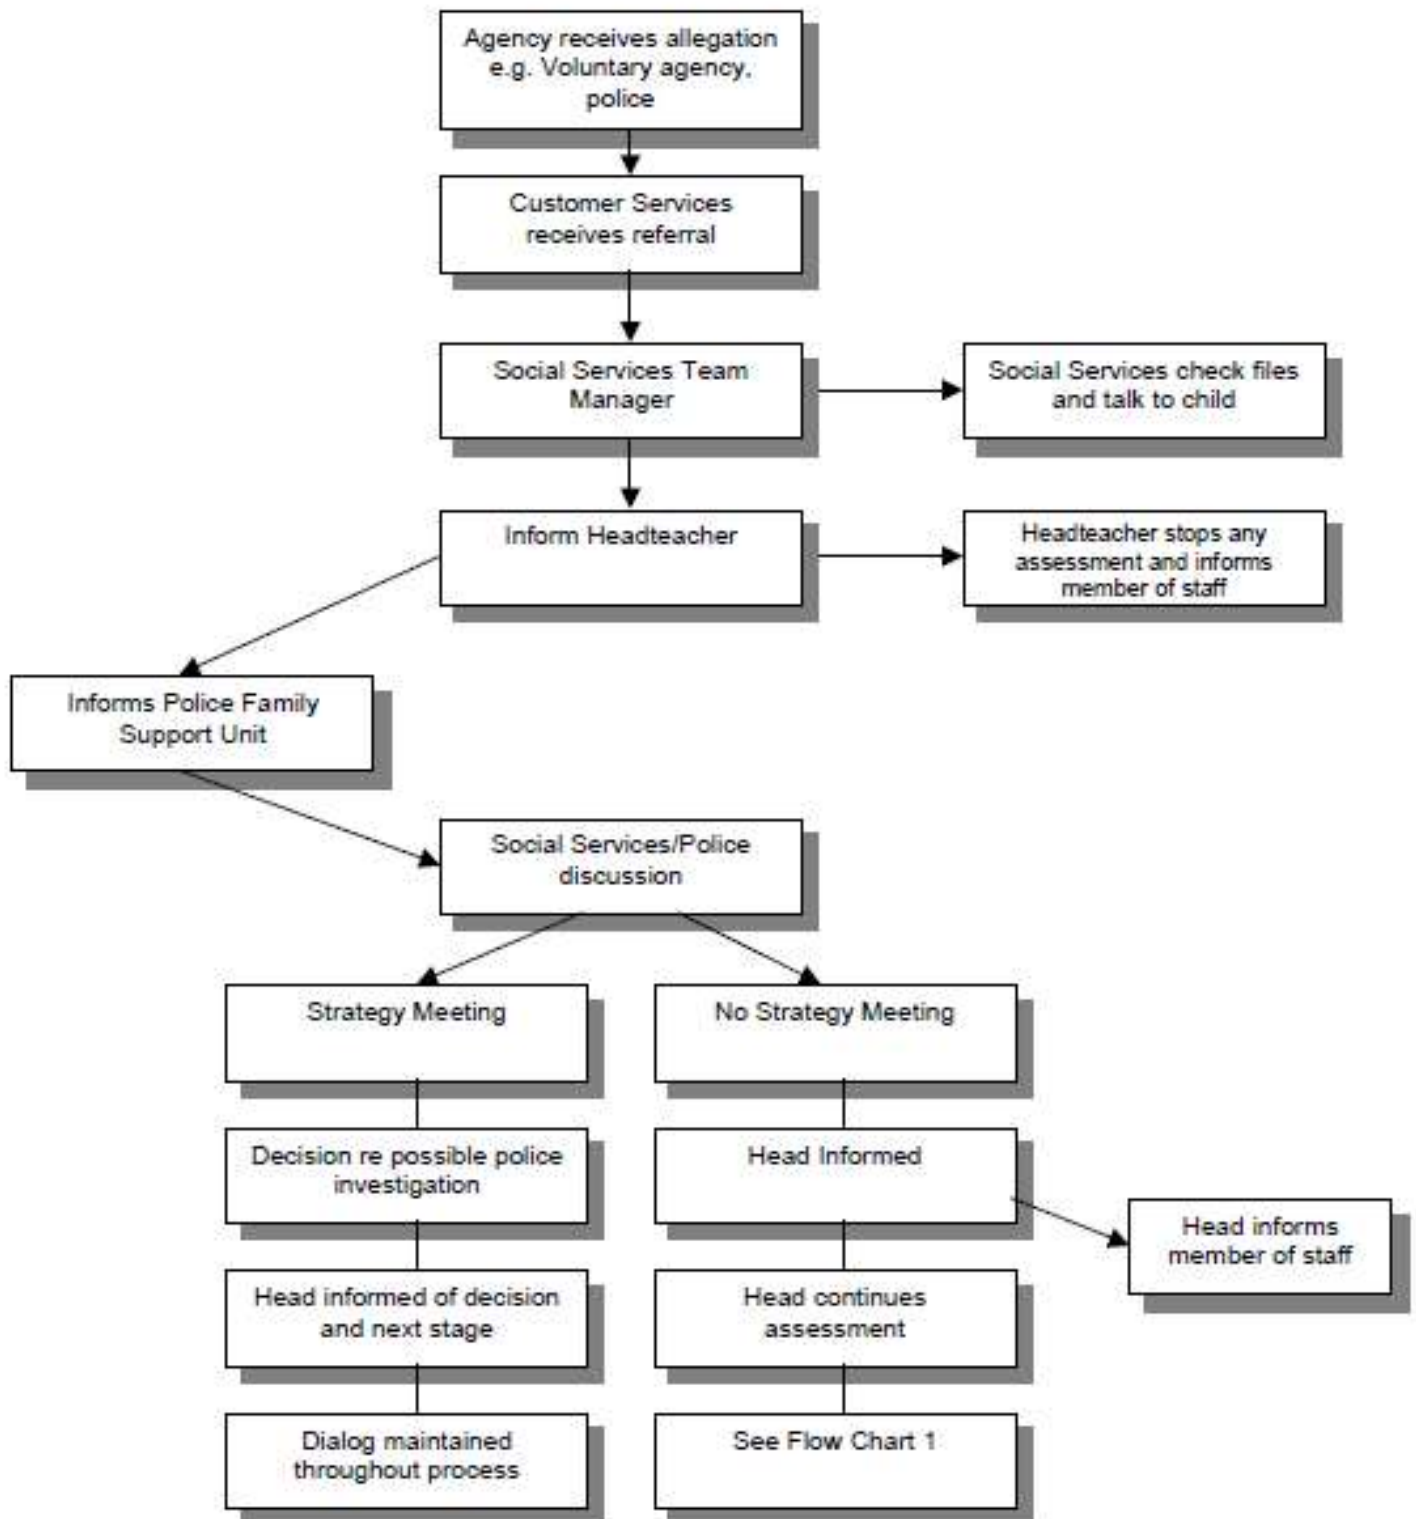 Agency receives allegation
e.g. Voluntary agency,
police
Customer Services
receives referral
Social Services Team
Manager
Social Services check files
and talk to child
Inform Headteacher
Headteacher stops any
assessment and informs
member of staff
Informs Police Family
Support Unit
Social Services/Police
discussion
Strategy Meeting
No Strategy Meeting
Decision re possible police
investigation
Head Informed
Head informs
member of staff
Head informed of decision
and next stage
Head continues
assessment
Dialog maintained
throughout process
See Flow Chart 1